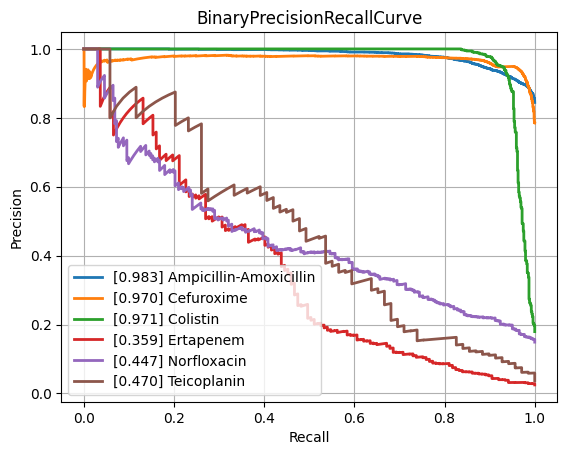 BinaryPrecisionRecallCurve
Precision
1.0
0.8
0.6
0.4
0.2
0.0
[0.983] Ampicillin-Amoxicillin
[0.970] Cefuroxime
[0.971] Colistin
[0.359] Ertapenem
[0.447] Norfloxacin
[0.470] Teicoplanin
0.0 0.2 0.4 0.6 0.8 1.0
Recall